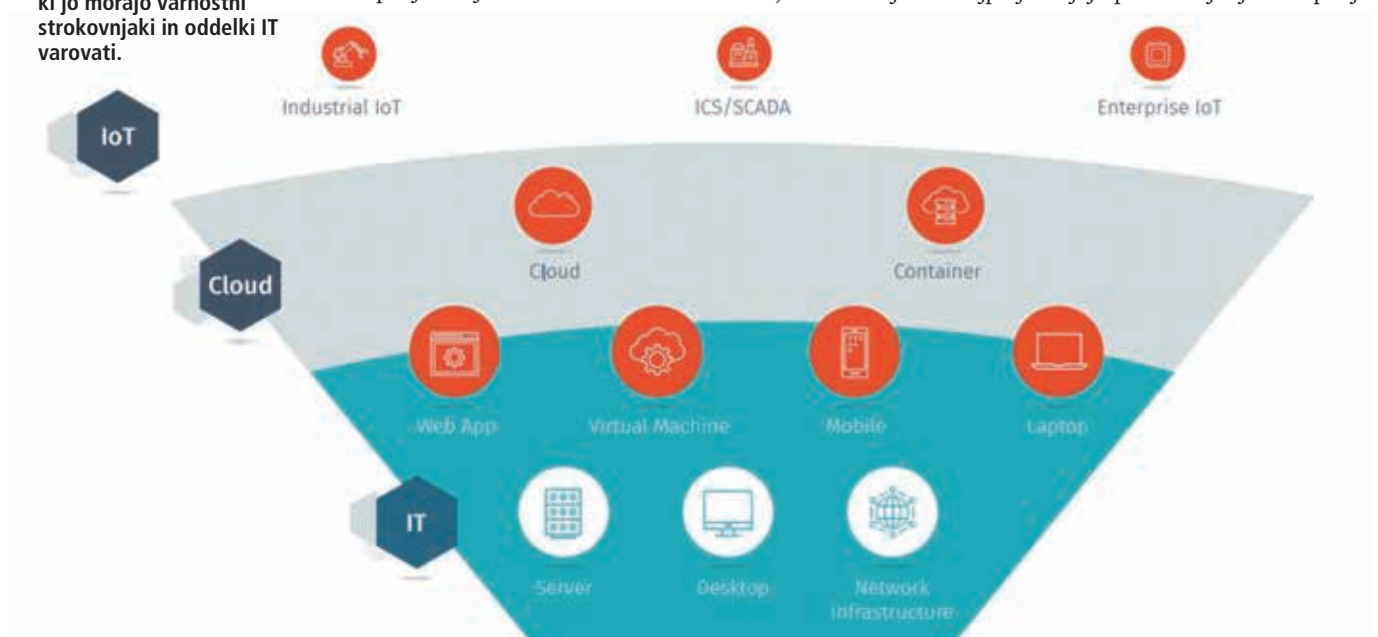 ki jo morajo varnostni
strokovnjaki in oddelki IT
varovati.
Industrial IoT
ICS/SCADA
Enterprise IoT
IoT
Cloud
Container
Cloud
Web App
Virtual Machine
Mobile
Laptop
IT
Server
Desktop
Network
infrastructure